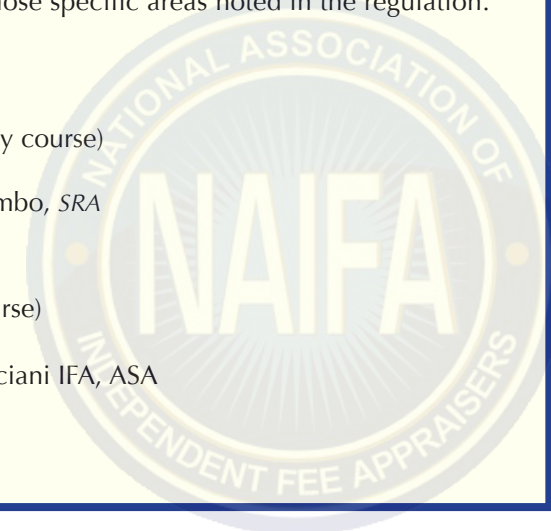 ose specific areas noted in the regulation.
y course)
mbo, SRA
rse)
ciani IFA, ASA
NATIONAL ASSOCIATION OF
NAIFA
INDEPENDENT FEE APPRAISERS